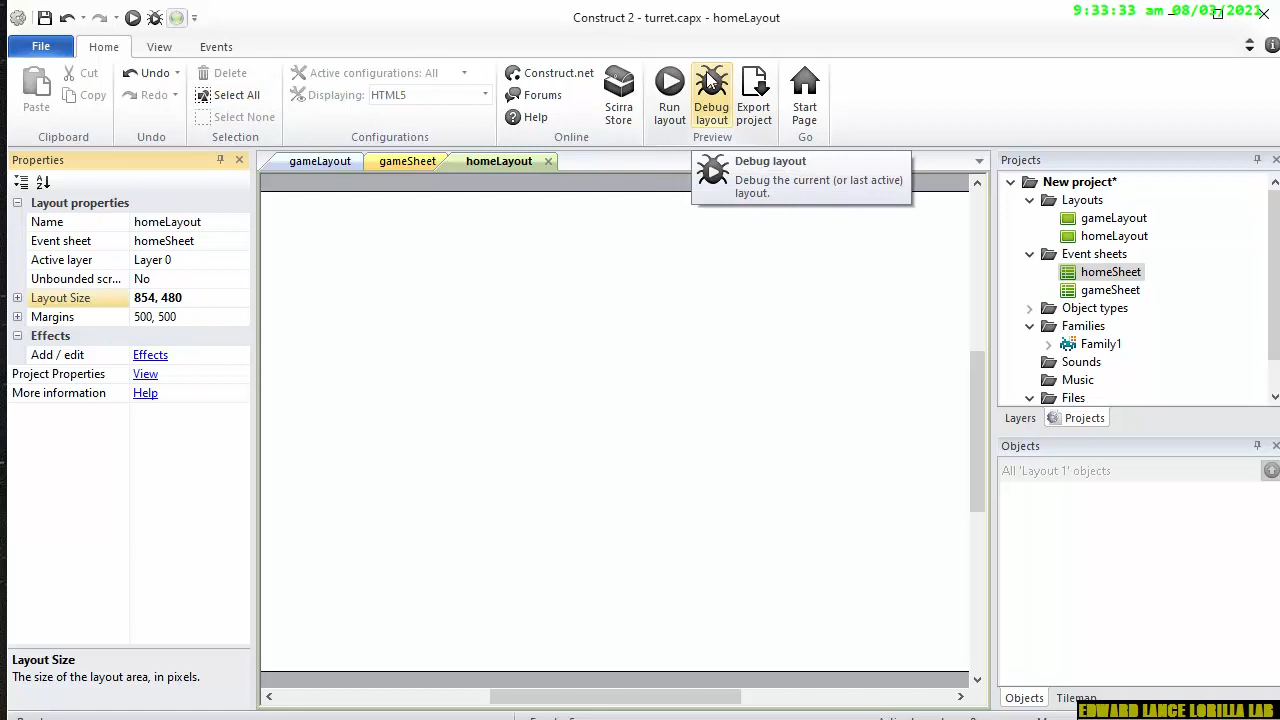 Construct 2 - turret.capx - homeLayout
9:33:33 am 08/03/2021
File
Home
View
Events
Paste
Cut
Copy
Clipboard
Undo
Redo
Undo
Delete
Select All
Select None
Selection
Active configurations: All
Displaying:
HTML5
Configurations
Construct.net
Forums
Help
Scirra
Store
Online
Run
layout
Debug
layout
Export
project
Preview
Start
Page
Go
Properties
Layout properties
Name
homeLayout
Event sheet
homeSheet
Active layer
Layer 0
Unbounded scr...
No
Layout Size
854, 480
Margins
500, 500
Effects
Add / edit
Effects
Project Properties
View
More information
Help
Layout Size
The size of the layout area, in pixels.
gameLayout
gameSheet
homeLayout
Debug layout
Debug the current (or last active)
layout.
Projects
New project*
Layouts
gameLayout
homeLayout
Event sheets
homeSheet
gameSheet
Object types
Families
Family1
Sounds
Music
Files
Layers
Projects
Objects
All 'Layout 1' objects
Objects
Tilemap
EDWARD LANCE LORILLA LAB